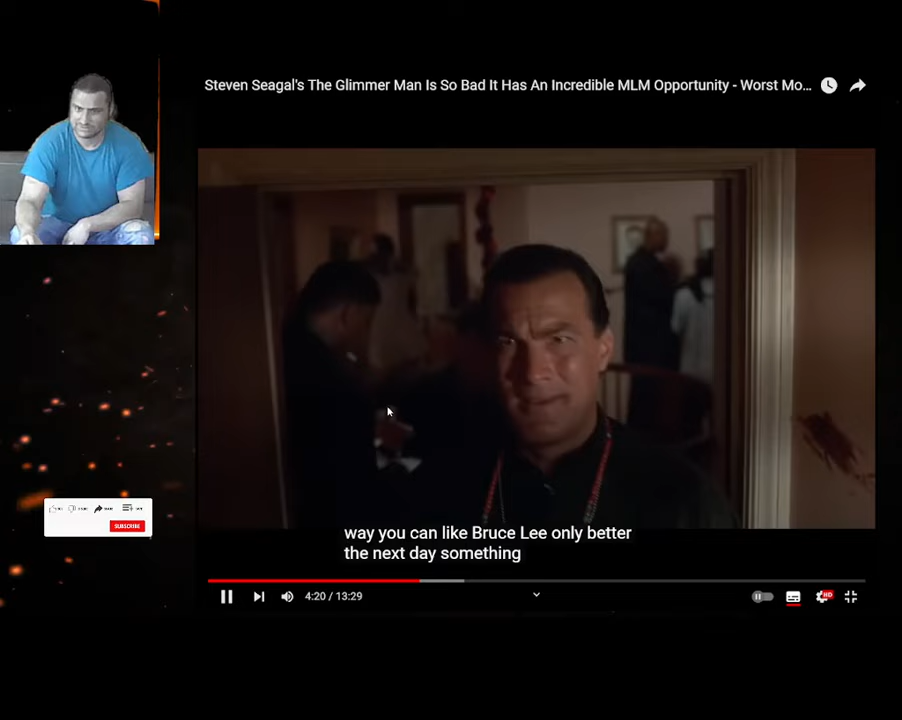 Steven Seagal's The Glimmer Man Is So Bad It Has An Incredible MLM Opportunity - Worst Mo...
way you can like Bruce Lee only better
the next day something
SUBSCRIBE
4:20 / 13:29
HD